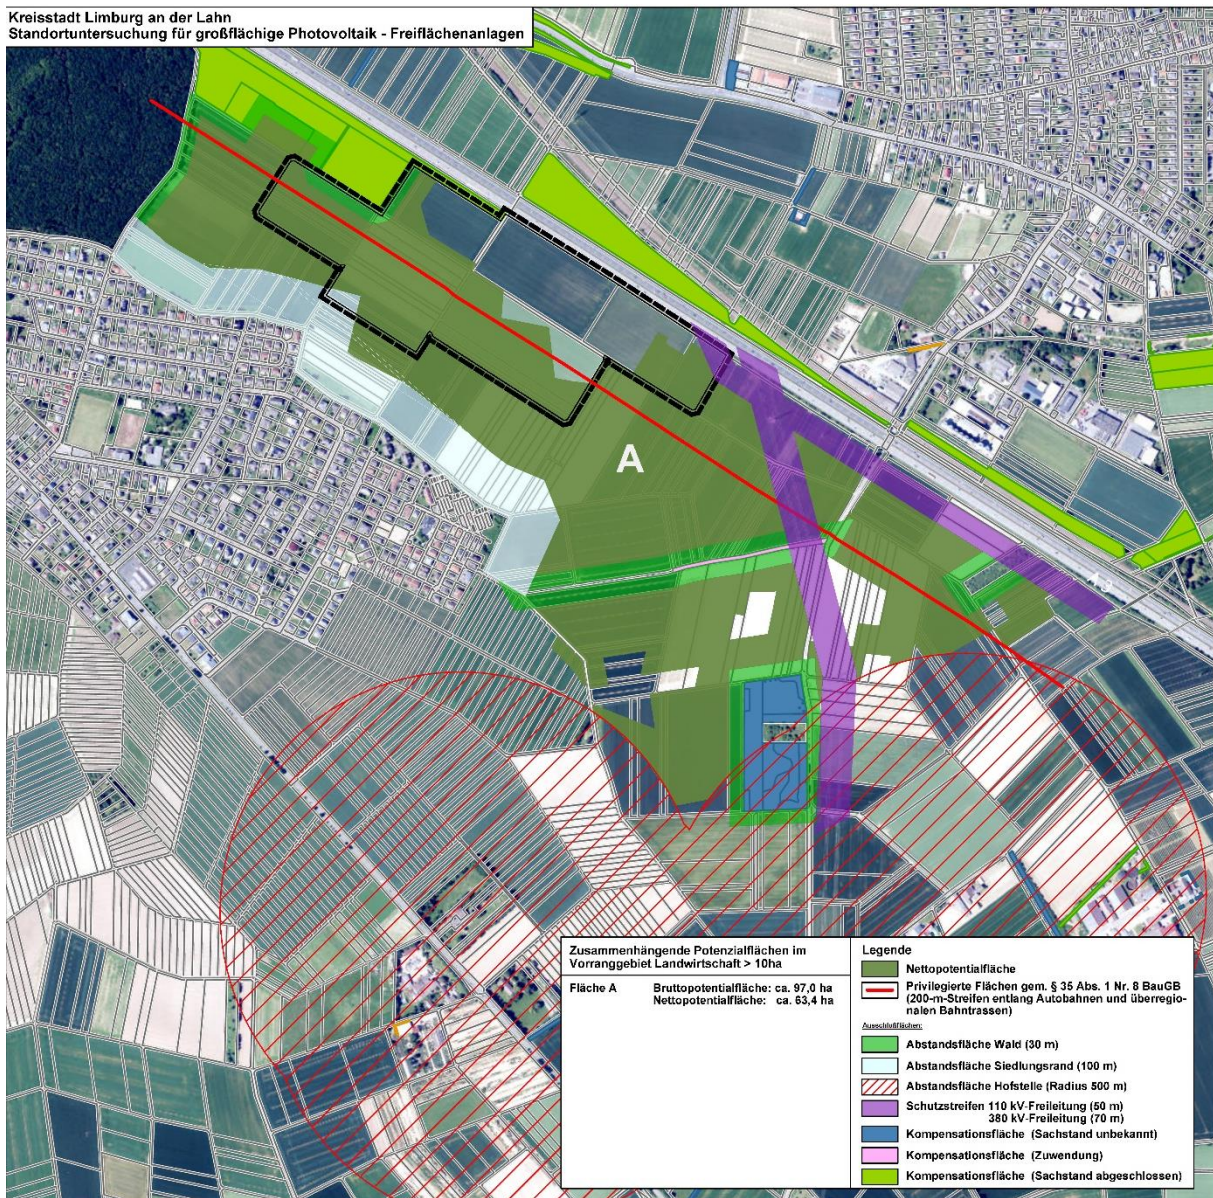 Kreisstadt Limburg an der Lahn
Standortuntersuchung für großflächige Photovoltaik - Freiflächenanlagen
A
A 3
Zusammenhängende Potenzialflächen im
Vorranggebiet Landwirtschaft > 10ha
Fläche A Bruttopotentialfläche: ca. 97,0 ha
Nettopotentialfläche: ca. 63,4 ha
Legende
Nettopotentialfläche
Privilegierte Flächen gem. § 35 Abs. 1 Nr. 8 BauGB
(200-m-Streifen entlang Autobahnen und überregio-
nalen Bahntrassen)
Ausschlußflächen:
Abstandsfläche Wald (30 m)
Abstandsfläche Siedlungsrand (100 m)
Abstandsfläche Hofstelle (Radius 500 m)
Schutzstreifen 110 kV-Freileitung (50 m)
380 kV-Freileitung (70 m)
Kompensationsfläche (Sachstand unbekannt)
Kompensationsfläche (Zuwendung)
Kompensationsfläche (Sachstand abgeschlossen)